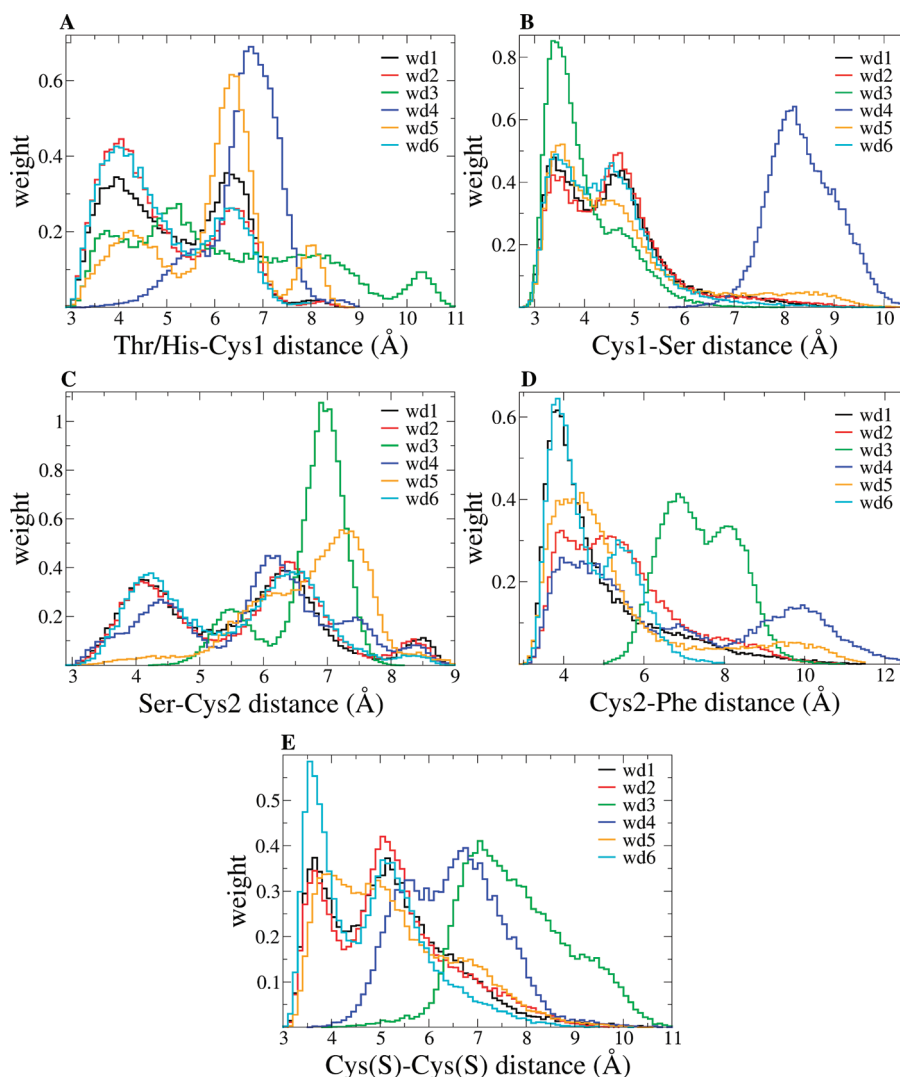 A
B
0.6
0.4
0.2
weight
wd1
wd2
wd3
wd4
wd5
wd6
3 4 5 6 7 8 9 10 11
Thr/His-Cys1 distance (Å)
0.8
0.6
0.4
0.2
weight
wd1
wd2
wd3
wd4
wd5
wd6
3 4 5 6 7 8 9 10
Cys1-Ser distance (Å)
C
D
1
0.8
0.6
0.4
0.2
weight
wd1
wd2
wd3
wd4
wd5
wd6
3 4 5 6 7 8 9
Ser-Cys2 distance (Å)
0.6
0.4
0.2
weight
wd1
wd2
wd3
wd4
wd5
wd6
4 6 8 10 12
Cys2-Phe distance (Å)
E
0.5
0.4
0.3
0.2
0.1
weight
wd1
wd2
wd3
wd4
wd5
wd6
3 4 5 6 7 8 9 10 11
Cys(S)-Cys(S) distance (Å)